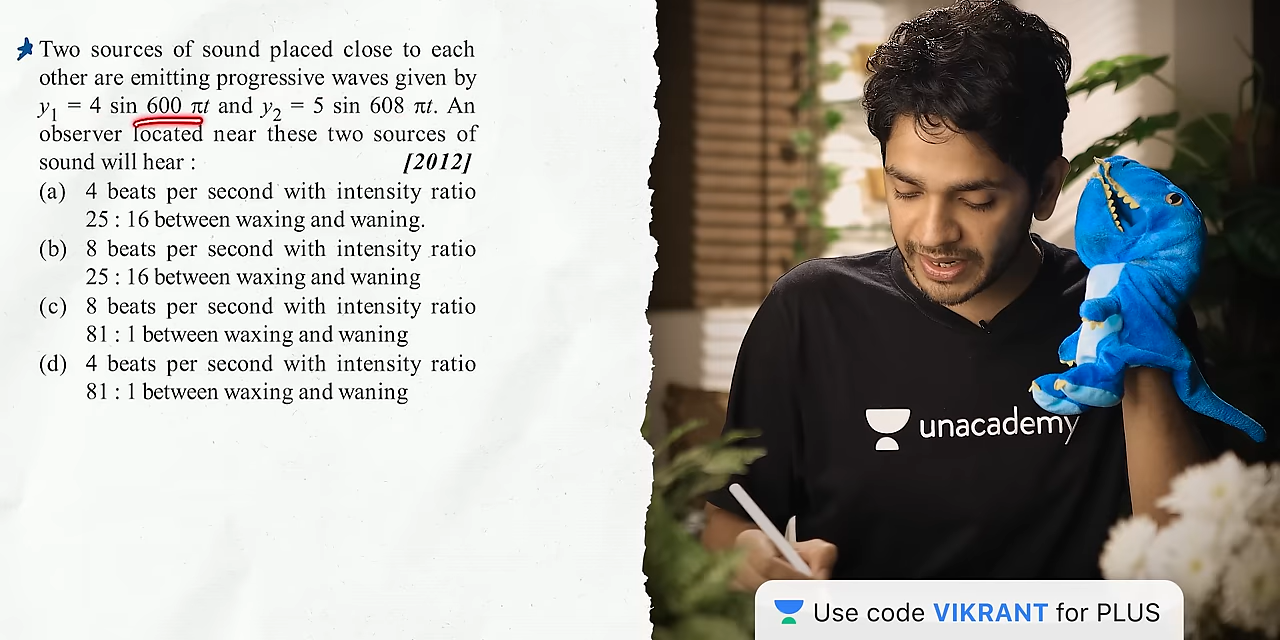 Two sources of sound placed close to each
other are emitting progressive waves given by
y₁ = 4 sin 600 πt and y₂ = 5 sin 608 πt. An
observer located near these two sources of
sound will hear : [2012]
(a) 4 beats per second with intensity ratio
25 : 16 between waxing and waning.
(b) 8 beats per second with intensity ratio
25 : 16 between waxing and waning
(c) 8 beats per second with intensity ratio
81 : 1 between waxing and waning
(d) 4 beats per second with intensity ratio
81 : 1 between waxing and waning
unacademy
Use code VIKRANT for PLUS